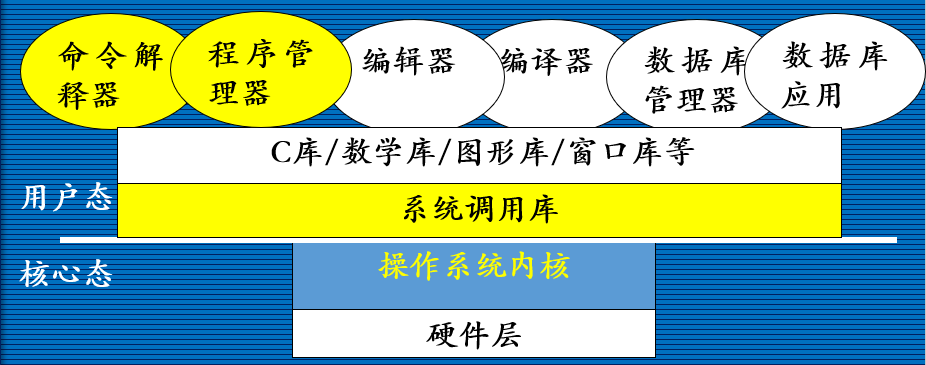 命令解
释器
程序管
理器
编辑器
编译器
数据库
管理器
数据库
应用
C库/数学库/图形库/窗口库等
用户态
系统调用库
核心态
操作系统内核
硬件层